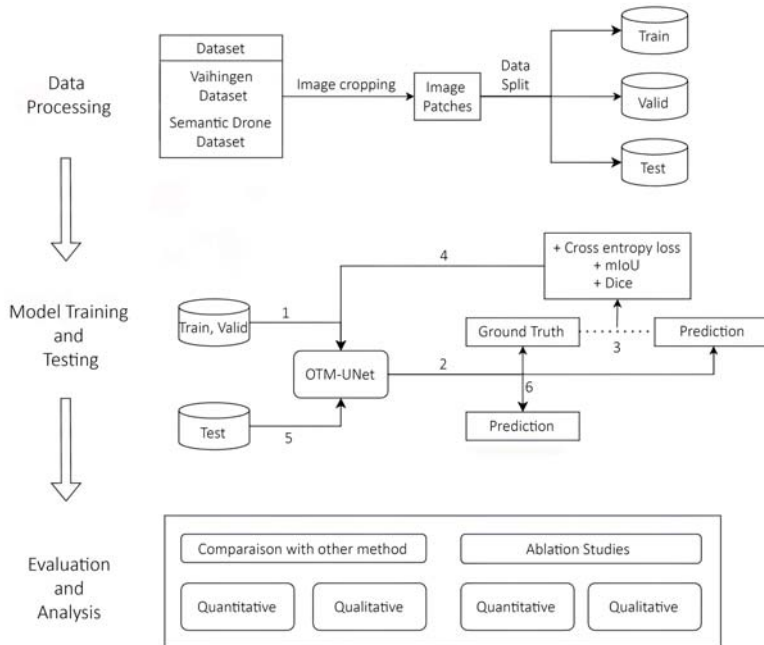 Data
Processing
Dataset
Vaihingen
Dataset
Semantic Drone
Dataset
Image cropping
Image
Patches
Data
Split
Train
Valid
Test
Model Training
and
Testing
Train, Valid
1
4
+ Cross entropy loss
+ mIoU
+ Dice
Ground Truth
3
Prediction
OTM-UNet
2
6
Test
5
Prediction
Evaluation
and
Analysis
Comparison with other method
Ablation Studies
Quantitative
Qualitative
Quantitative
Qualitative